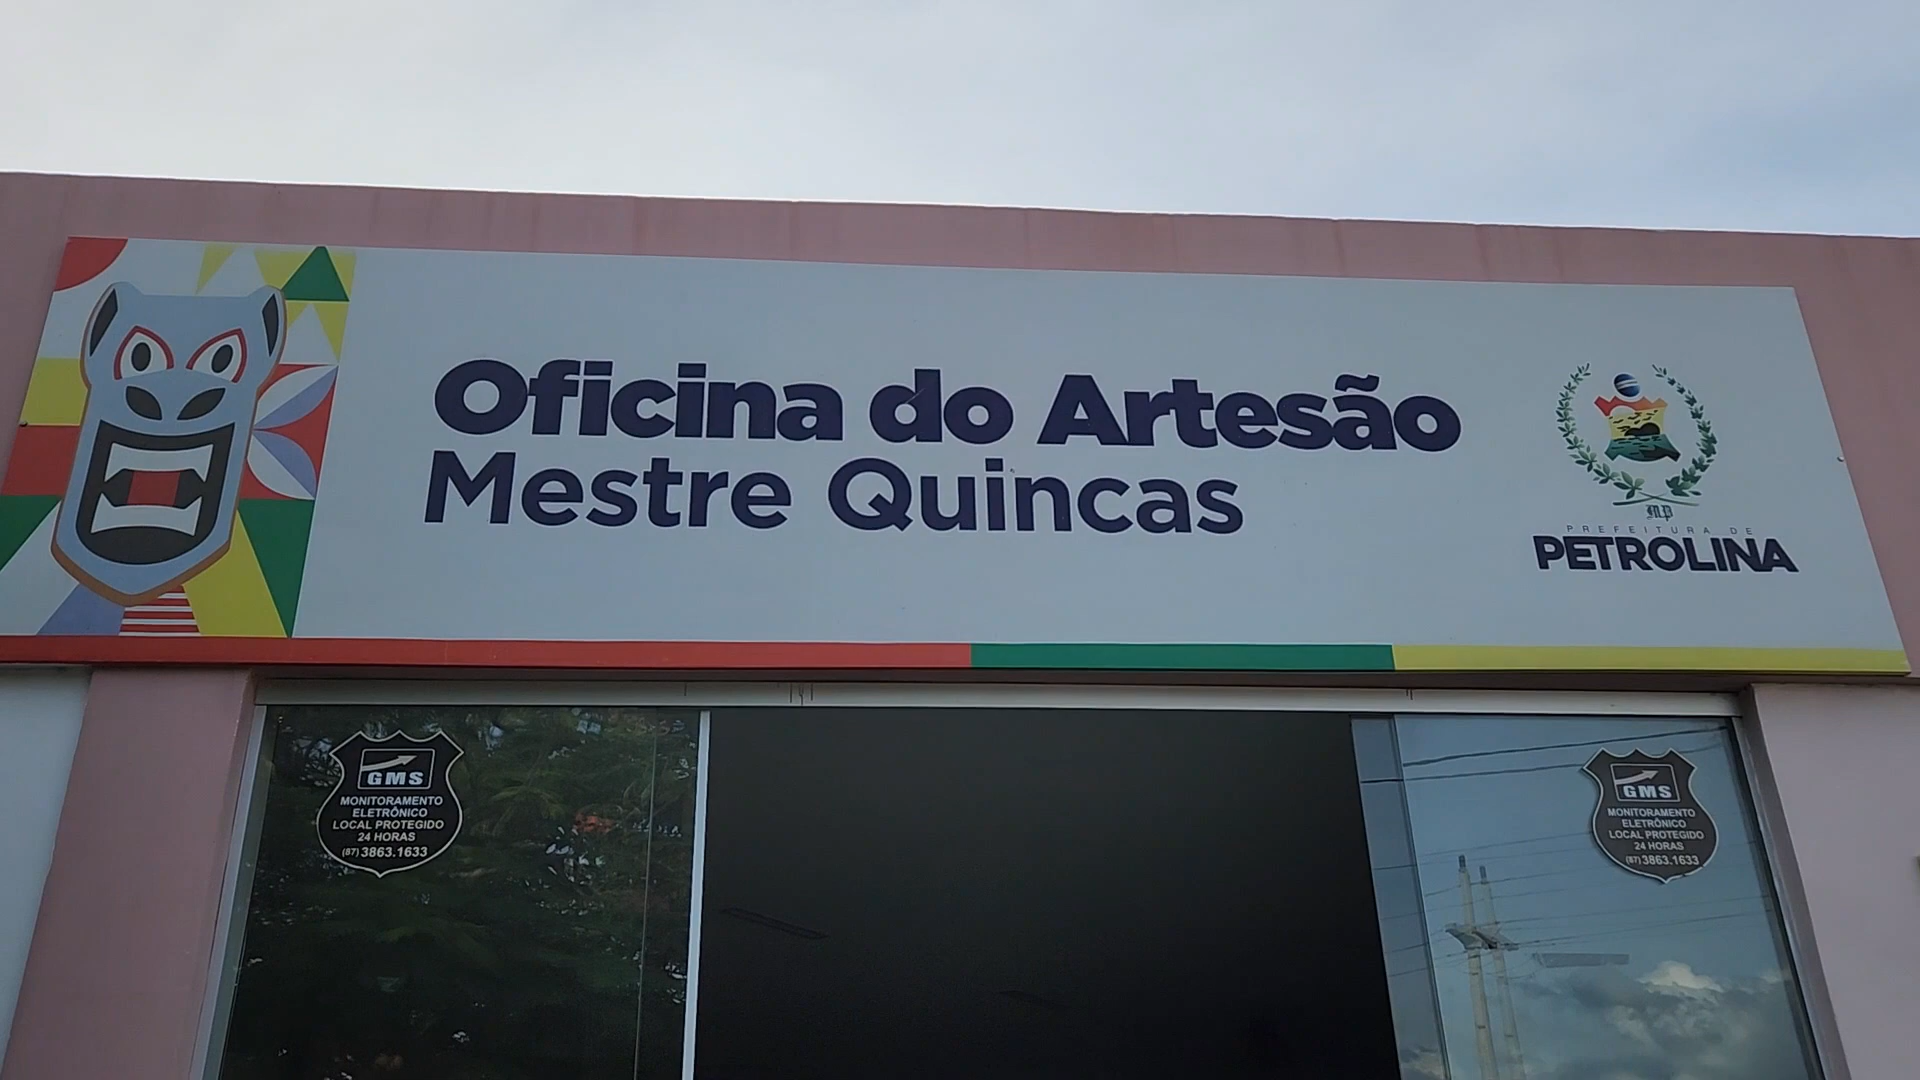 Oficina do Artesão
Mestre Quincas
MP
PREFEITURA DE
PETROLINA
GMS
MONITORAMENTO
ELETRÔNICO
LOCAL PROTEGIDO
24 HORAS
(87) 3863.1633
GMS
MONITORAMENTO
ELETRÔNICO
LOCAL PROTEGIDO
24 HORAS
(87) 3863.1633